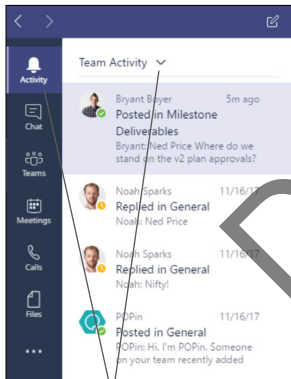 Team Activity
Activity
Chat
Teams
Meetings
Calls
Files
Bryant Boyer 5m ago
Posted in Milestone
Deliverables
Bryant: Ned Price Where do we
stand on the v2 plan approvals?
Noah Sparks 11/16/17
Replied in General
Noah: Ned Price
Noah Sparks 11/16/17
Replied in General
Noah: Nifty!
POPin 11/16/17
Posted in General
POPin: Hi. I'm POPin. Someone
on your team recently added